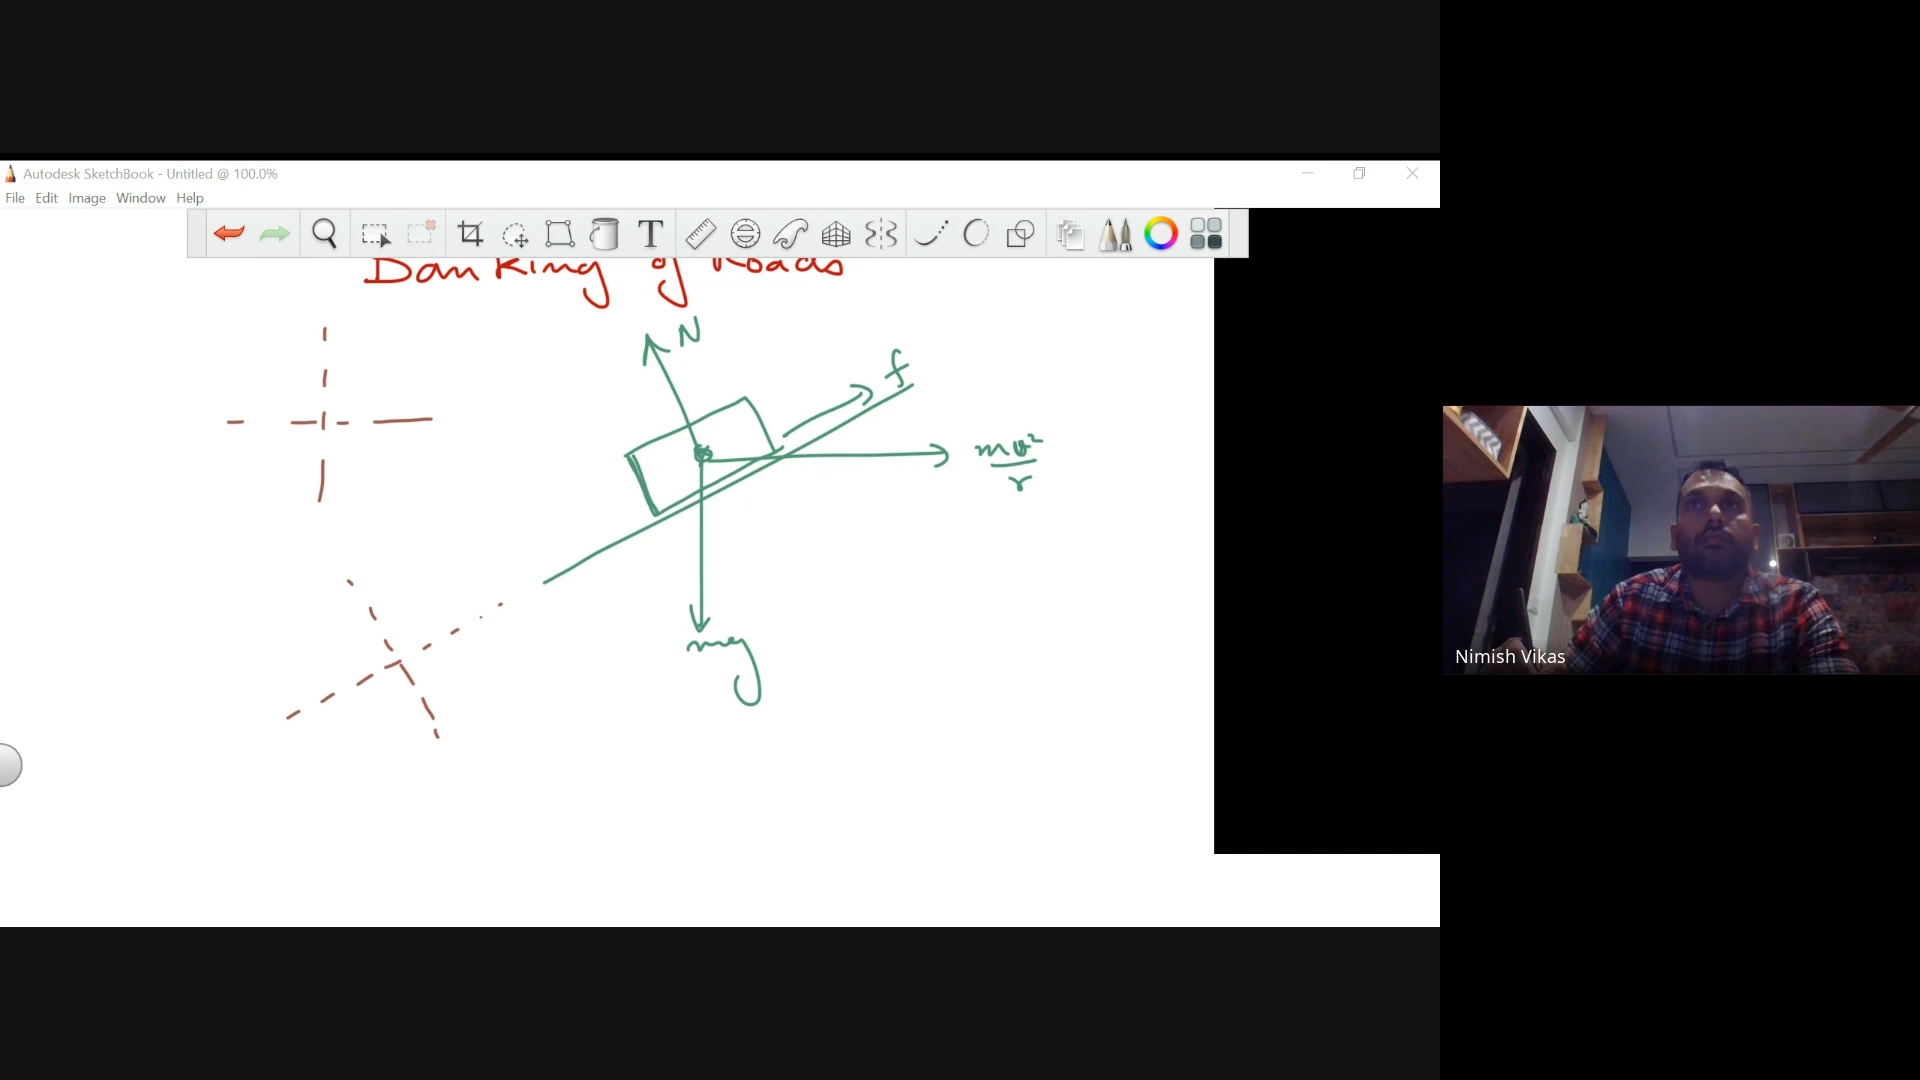 Autodesk SketchBook - Untitled @ 100.0%
File Edit Image Window Help
T
Banking of Roads
N
f
mv²
r
mg
Nimish Vikas